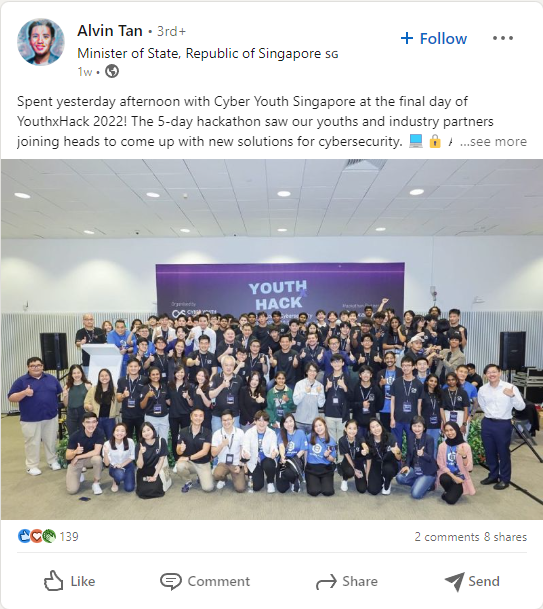 Alvin Tan • 3rd+
+ Follow
Minister of State, Republic of Singapore SG
1w •
Spent yesterday afternoon with Cyber Youth Singapore at the final day of
YouthxHack 2022! The 5-day hackathon saw our youths and industry partners
joining heads to come up with new solutions for cybersecurity. 💻 🔒 ...see more
YOUTH
HACK
139
2 comments 8 shares
Like
Comment
Share
Send